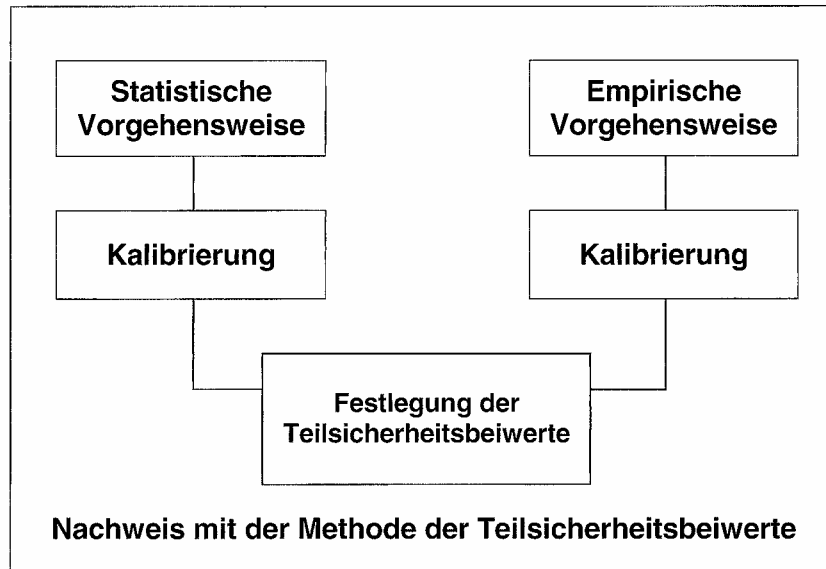 Statistische
Vorgehensweise
Empirische
Vorgehensweise
Kalibrierung
Kalibrierung
Festlegung der
Teilsicherheitsbeiwerte
Nachweis mit der Methode der Teilsicherheitsbeiwerte